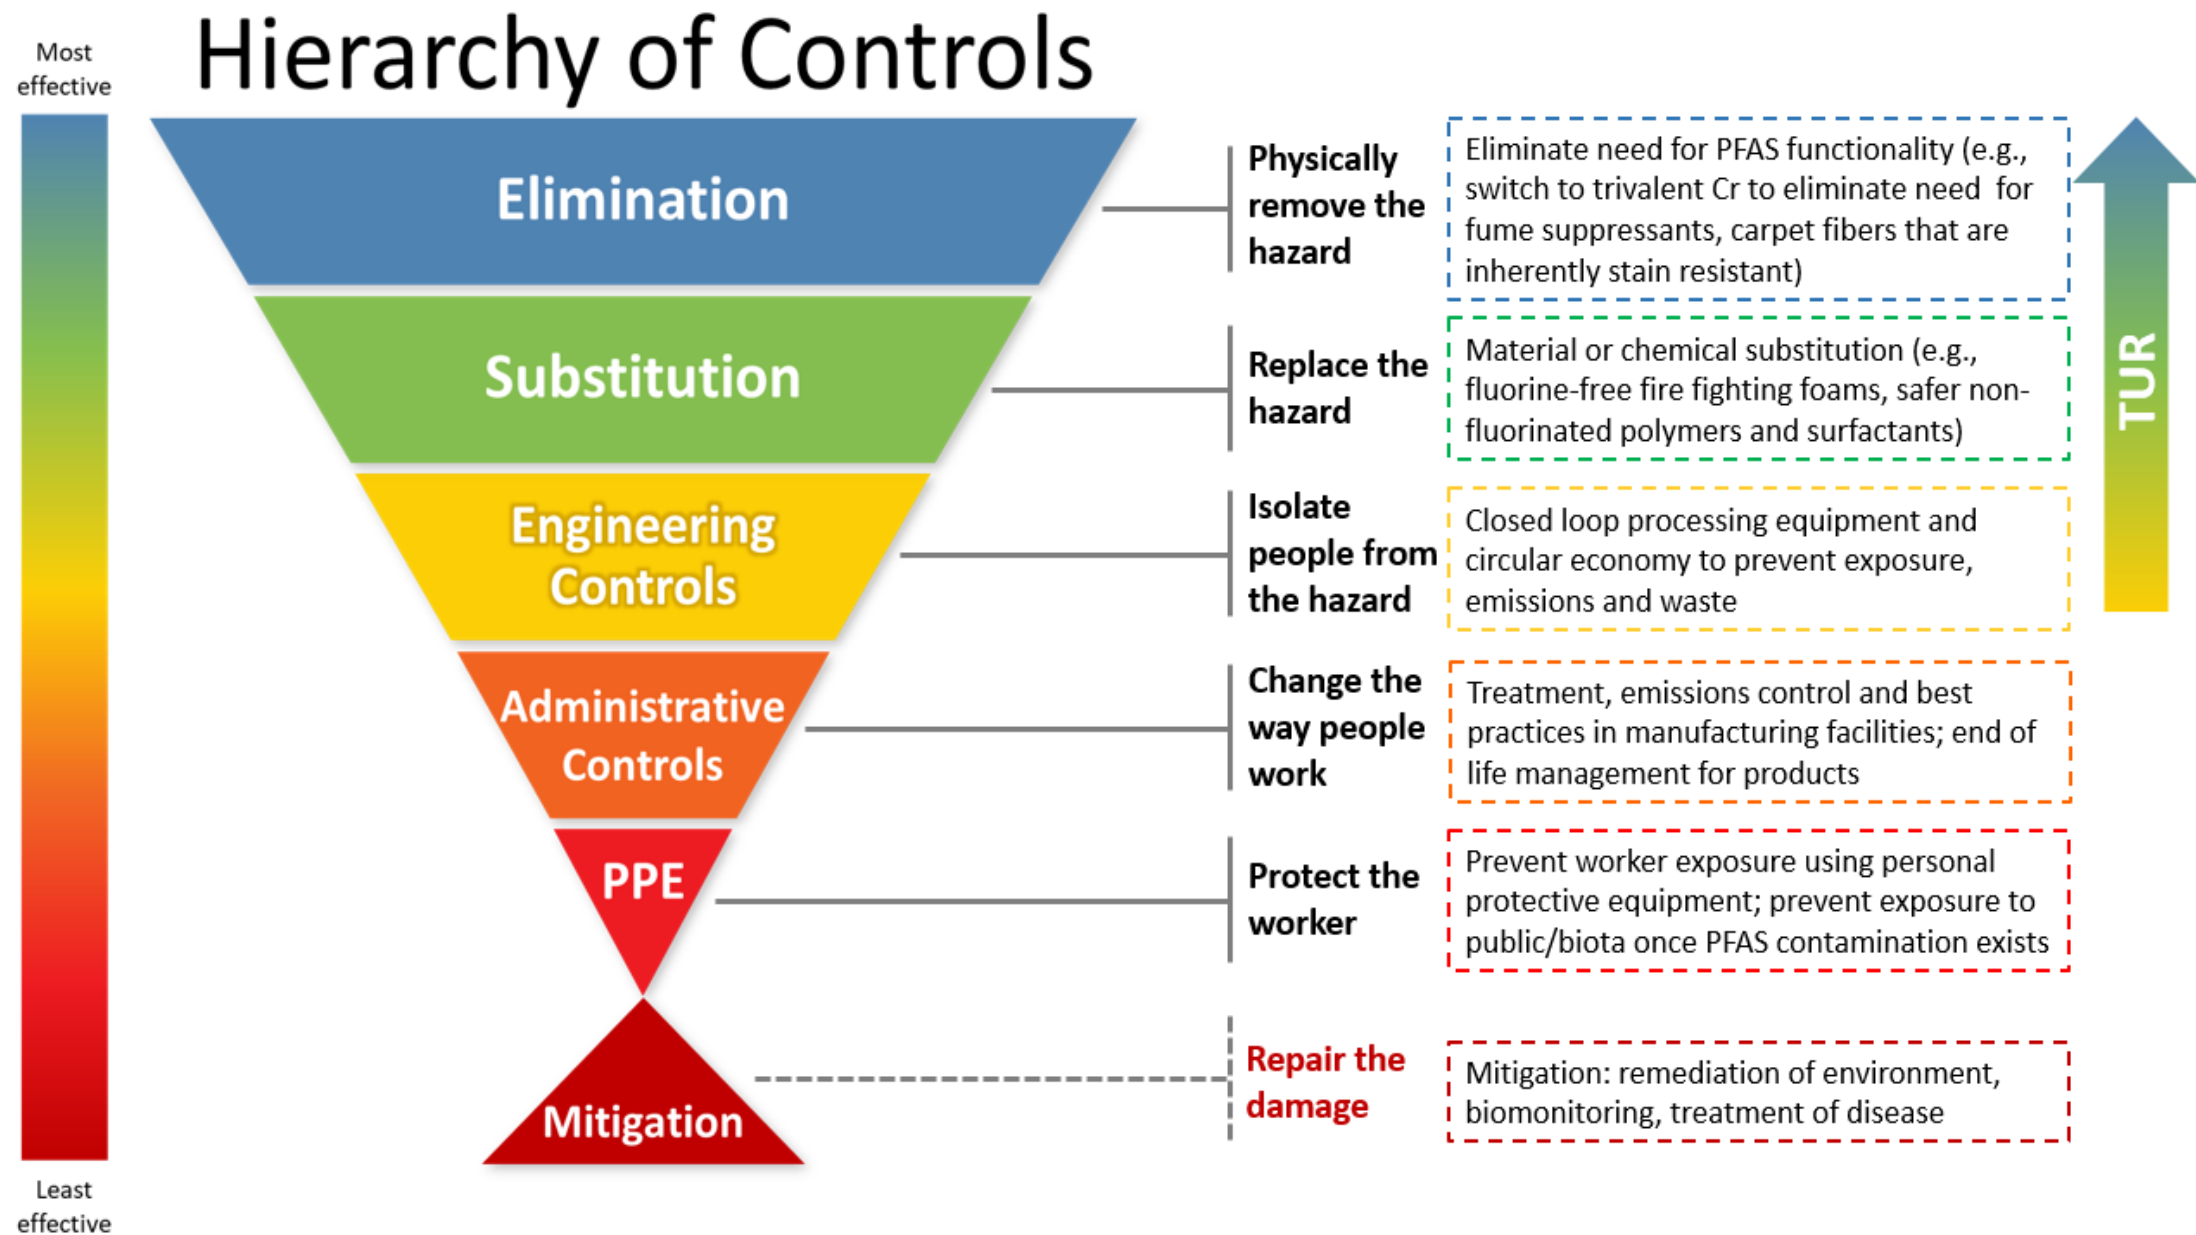 Hierarchy of Controls
Most
effective
Elimination
Physically
remove the
hazard
Eliminate need for PFAS functionality (e.g.,
switch to trivalent Cr to eliminate need for
fume suppressants, carpet fibers that are
inherently stain resistant)
Substitution
Replace the
hazard
Material or chemical substitution (e.g.,
fluorine-free fire fighting foams, safer non-
fluorinated polymers and surfactants)
TUR
Engineering
Controls
Isolate
people from
the hazard
Closed loop processing equipment and
circular economy to prevent exposure,
emissions and waste
Administrative
Controls
Change the
way people
work
Treatment, emissions control and best
practices in manufacturing facilities; end of
life management for products
PPE
Protect the
worker
Prevent worker exposure using personal
protective equipment; prevent exposure to
public/biota once PFAS contamination exists
Mitigation
Repair the
damage
Mitigation: remediation of environment,
biomonitoring, treatment of disease
Least
effective